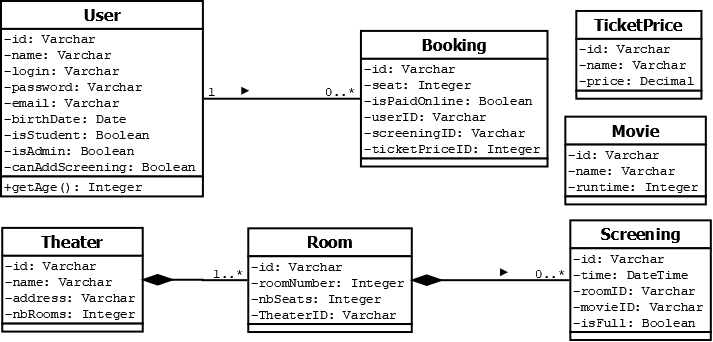 User
-id: Varchar
-name: Varchar
-login: Varchar
-password: Varchar
-email: Varchar
-birthDate: Date
-isStudent: Boolean
-isAdmin: Boolean
-canAddScreening: Boolean
+getAge(): Integer
1
0..*
Booking
-id: Varchar
-seat: Integer
-isPaidOnline: Boolean
-userID: Varchar
-screeningID: Varchar
-ticketPriceID: Integer
TicketPrice
-id: Varchar
-name: Varchar
-price: Decimal
Movie
-id: Varchar
-name: Varchar
-runtime: Integer
Theater
-id: Varchar
-name: Varchar
-address: Varchar
-nbRooms: Integer
1..*
Room
-id: Varchar
-roomNumber: Integer
-nbSeats: Integer
-TheaterID: Varchar
0..*
Screening
-id: Varchar
-time: DateTime
-roomID: Varchar
-movieID: Varchar
-isFull: Boolean